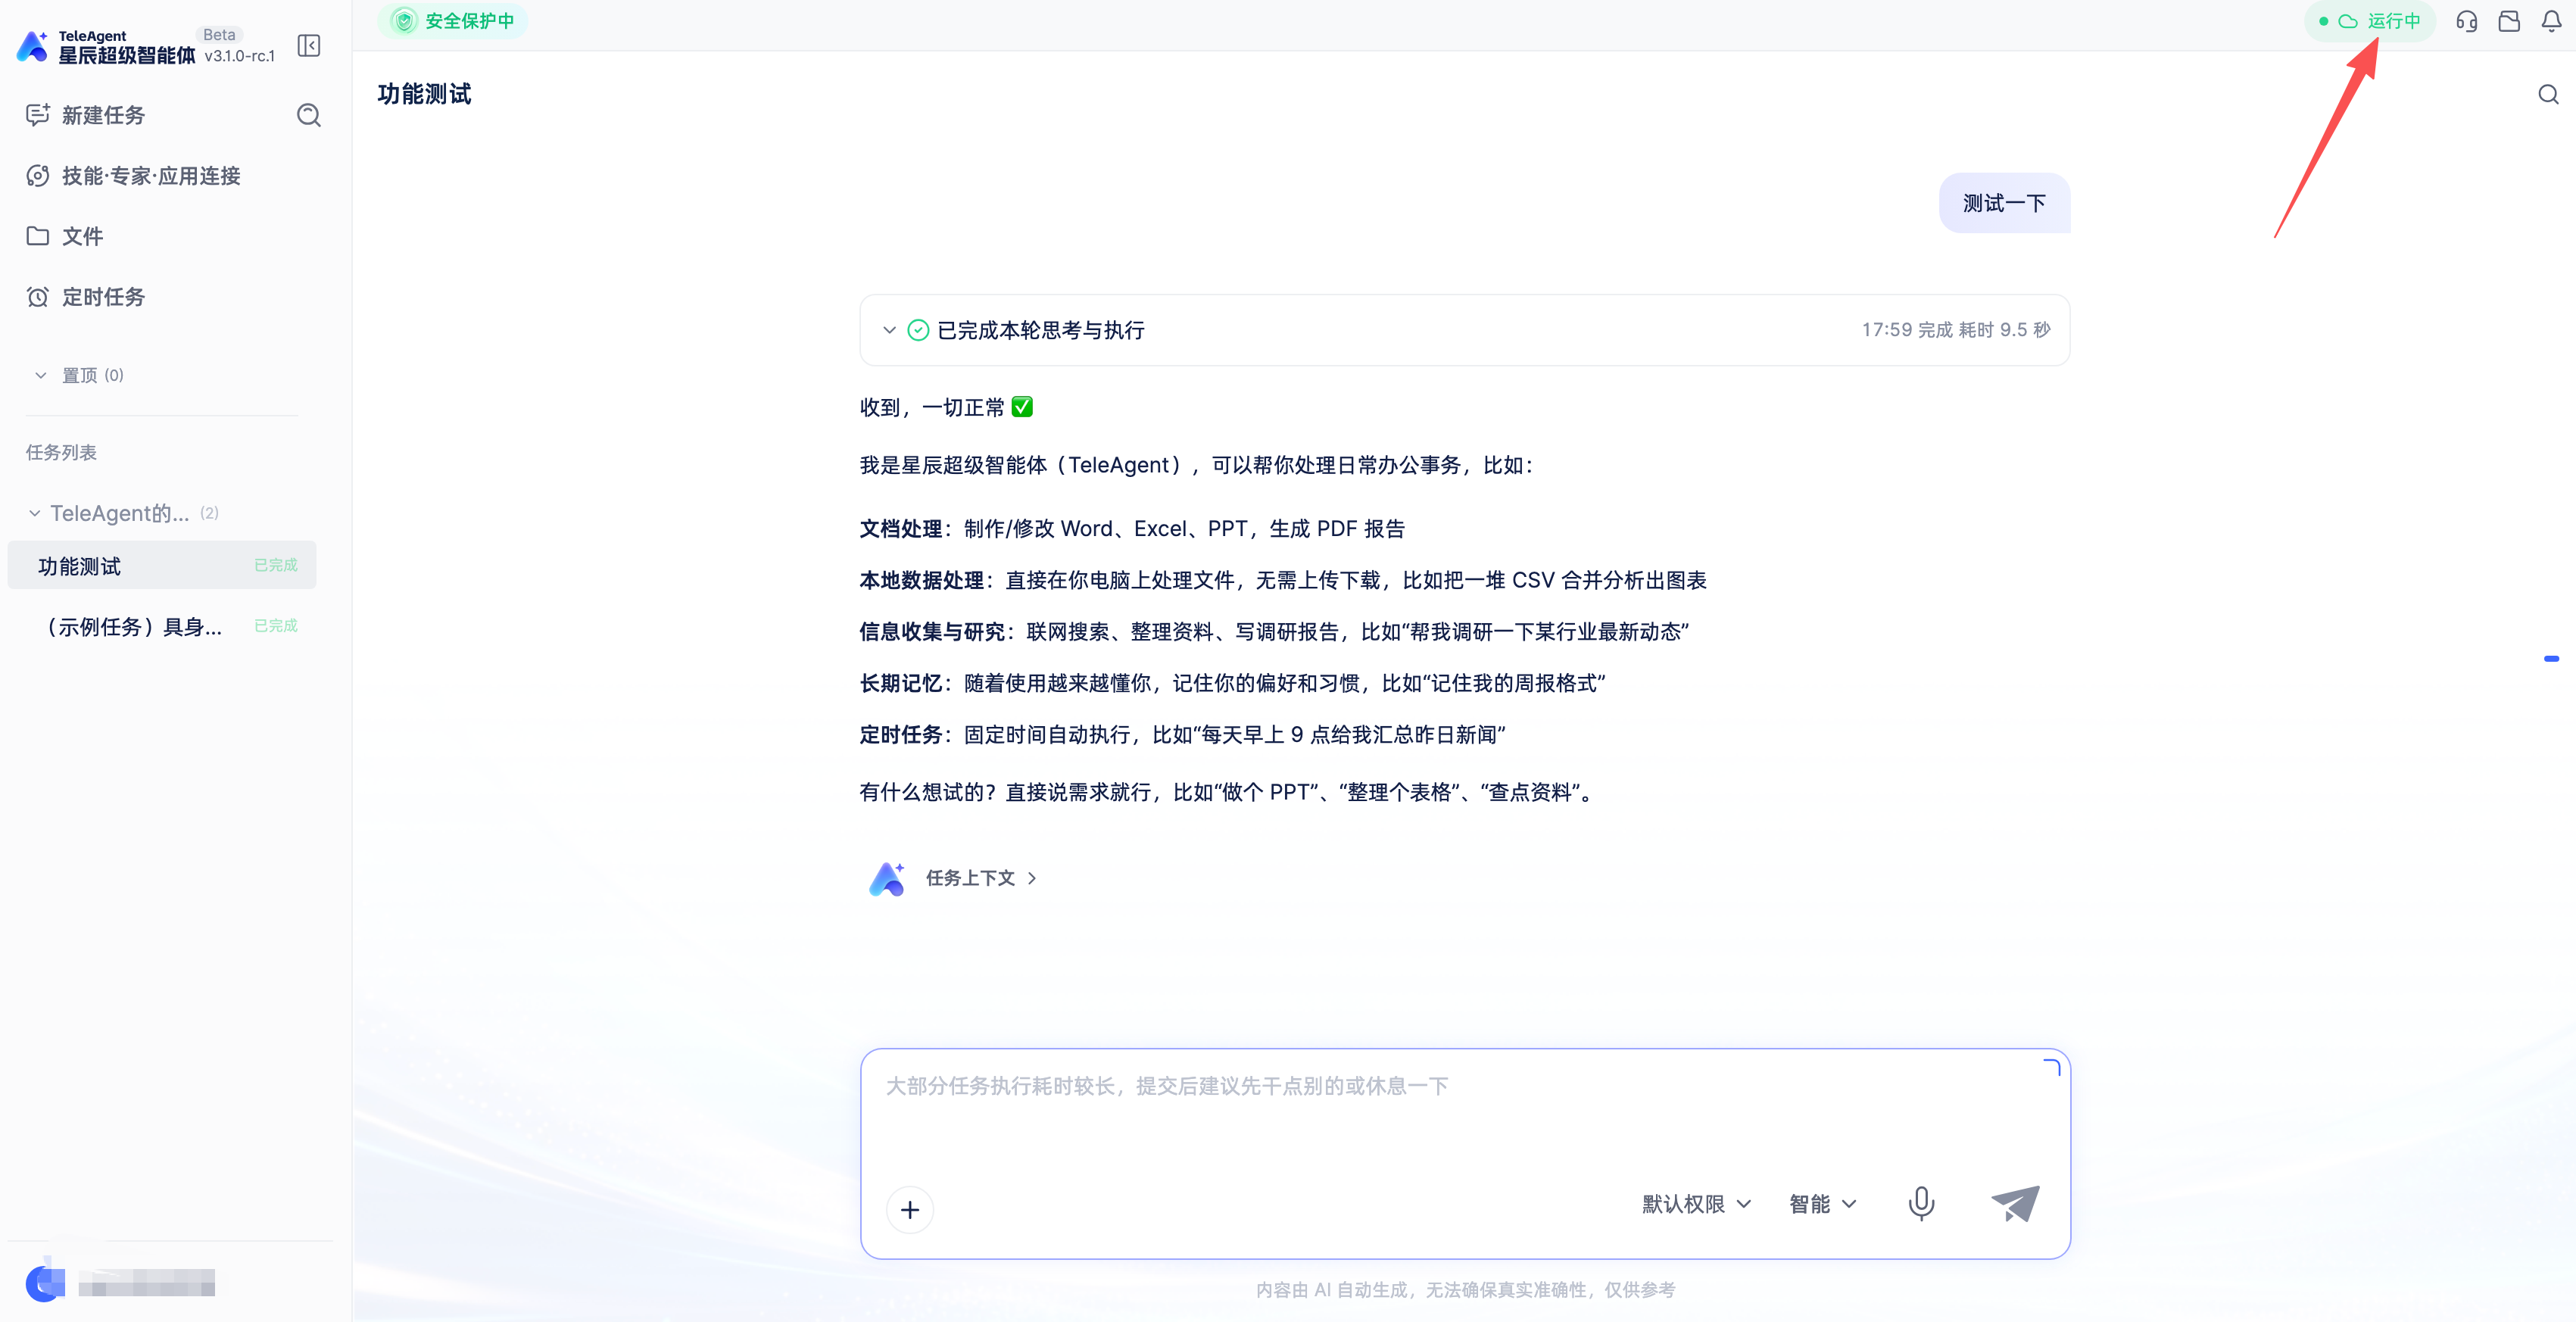 TeleAgent
Beta
星辰超级智能体 v3.1.0-rc.1
新建任务
技能·专家·应用连接
文件
定时任务
置顶 (0)
任务列表
TeleAgent的... (2)
功能测试 已完成
（示例任务）具身... 已完成
安全保护中
运行中
功能测试
测试一下
已完成本轮思考与执行 17:59 完成 耗时 9.5 秒
收到，一切正常 ✅
我是星辰超级智能体（TeleAgent），可以帮你处理日常办公事务，比如：
文档处理：制作/修改 Word、Excel、PPT，生成 PDF 报告
本地数据处理：直接在你电脑上处理文件，无需上传下载，比如把一堆 CSV 合并分析出图表
信息收集与研究：联网搜索、整理资料、写调研报告，比如“帮我调研一下某行业最新动态”
长期记忆：随着使用越来越懂你，记住你的偏好和习惯，比如“记住我的周报格式”
定时任务：固定时间自动执行，比如“每天早上 9 点给我汇总昨日新闻”
有什么想试的？直接说需求就行，比如“做个 PPT”、“整理个表格”、“查点资料”。
任务上下文
大部分任务执行耗时较长，提交后建议先干点别的或休息一下
默认权限 智能
内容由 AI 自动生成，无法确保真实准确性，仅供参考